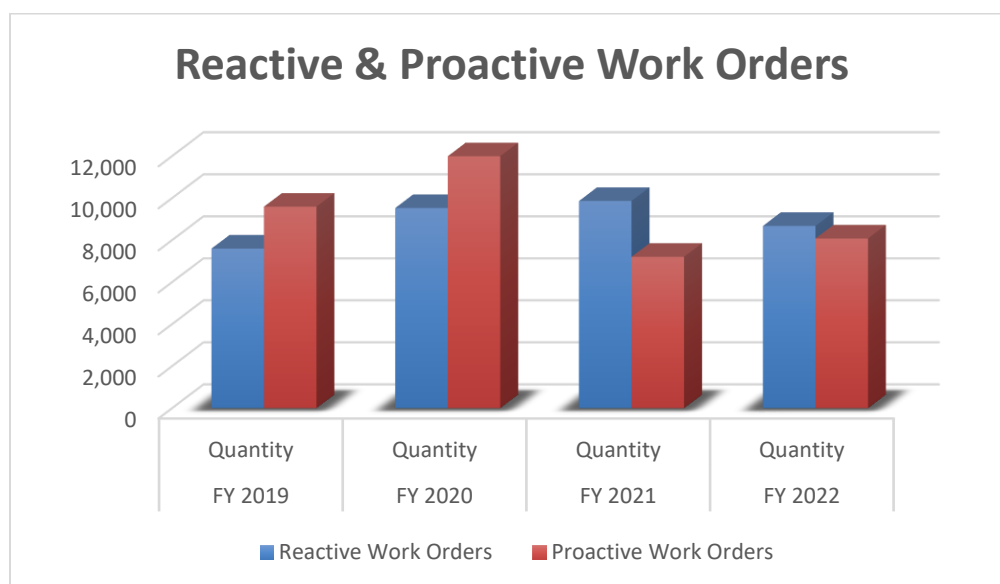 Reactive & Proactive Work Orders
12,000
10,000
8,000
6,000
4,000
2,000
0
Quantity Quantity Quantity Quantity
FY 2019 FY 2020 FY 2021 FY 2022
Reactive Work Orders Proactive Work Orders